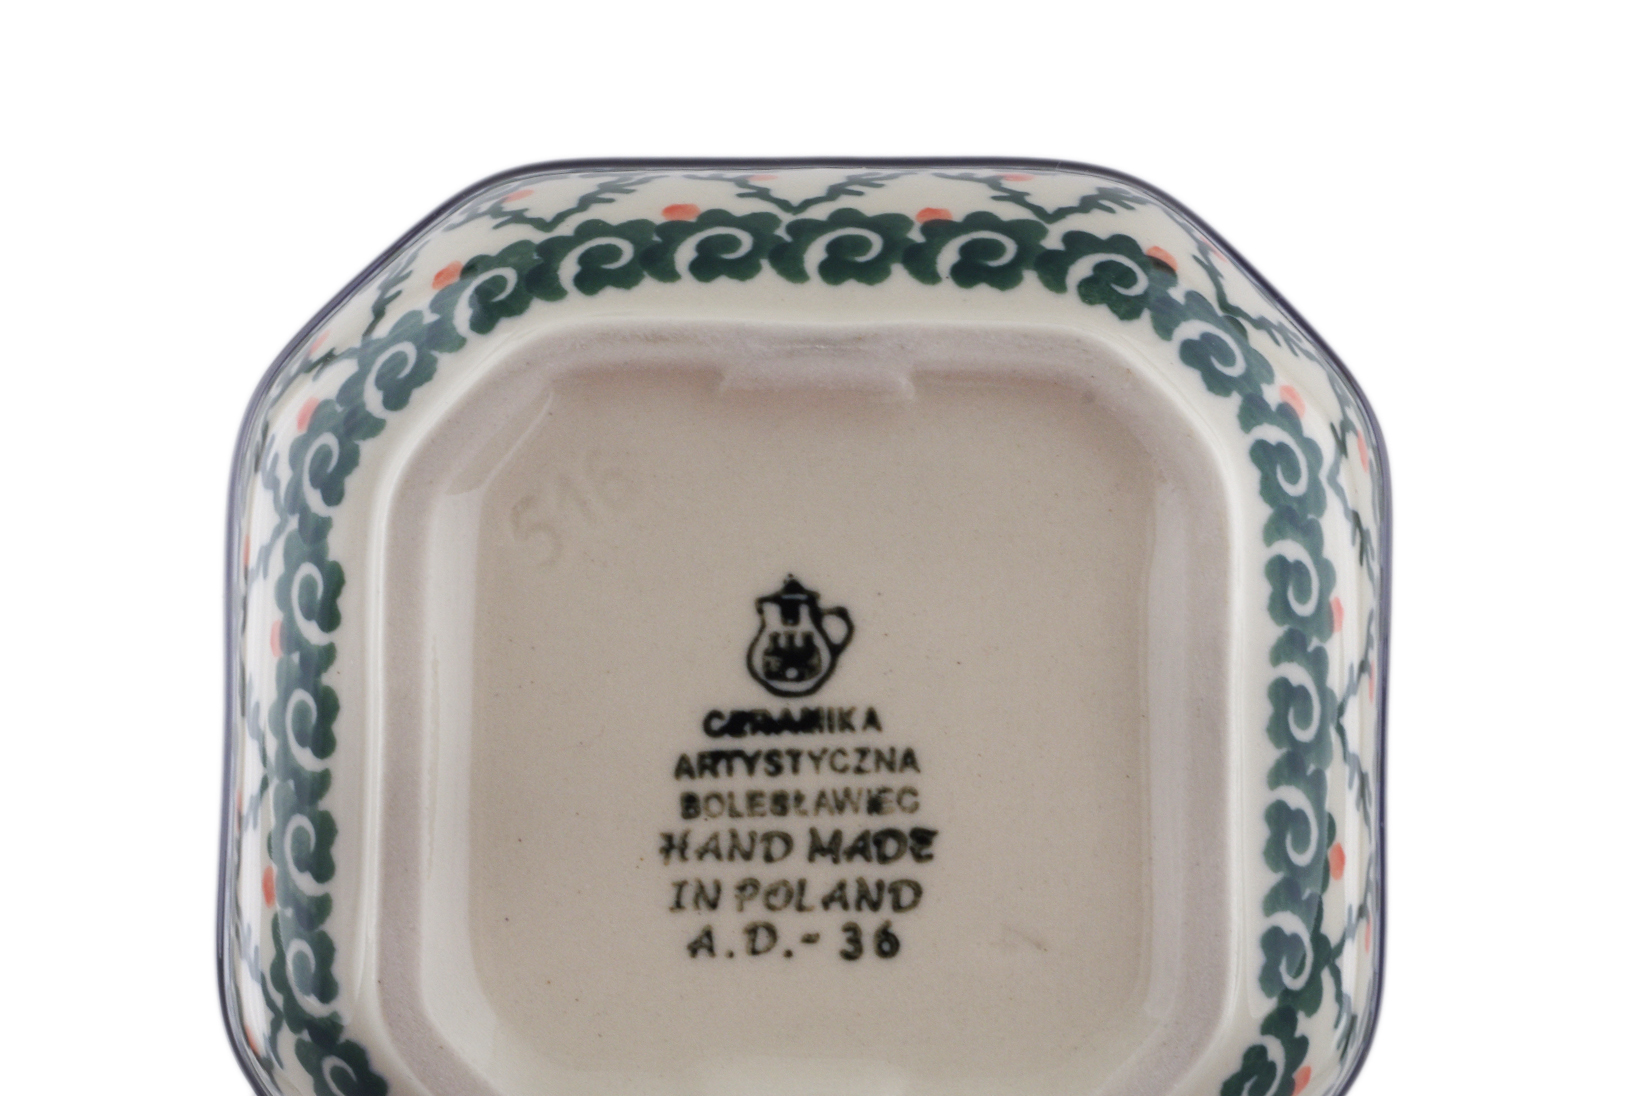 516
CERAMIKA
ARTYSTYCZNA
BOLESŁAWIEC
HAND MADE
IN POLAND
A.D.- 36